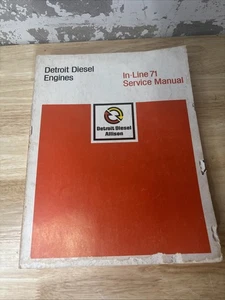 Detroit Diesel
Engines
In-Line 71
Service Manual
Detroit Diesel
Allison